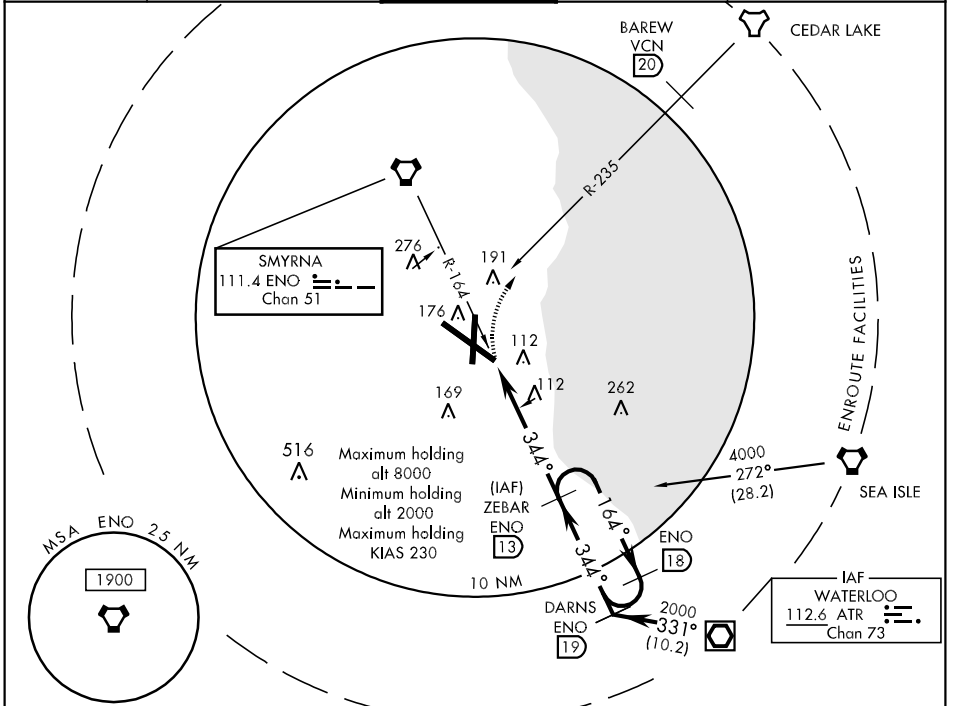 BAREW
VCN
20
CEDAR LAKE
R-235
SMYRNA
111.4 ENO
Chan 51
276
R-164
191
176
112
112
169
262
516
ENROUTE FACILITIES
Maximum holding
alt 8000
Minimum holding
alt 2000
Maximum holding
KIAS 230
344°
(IAF)
ZEBAR
ENO
13
164°
344°
4000
272°
(28.2)
SEA ISLE
ENO
18
10 NM
DARNS
ENO
19
2000
331°
(10.2)
IAF
WATERLOO
112.6 ATR
Chan 73
MSA ENO 25 NM
1900